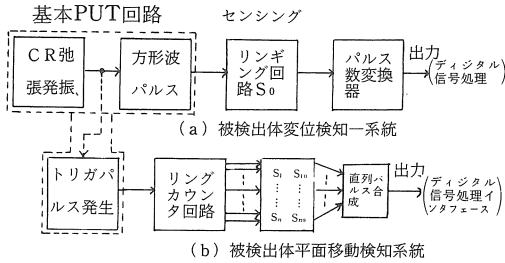 基本PUT回路
センシング
CR弛
張発振、
方形波
パルス
リンギ
ング回
路S₀
パルス
数変換
器
出力
(ディジタル
信号処理)
(a)被検出体変位検知一系統
トリガパ
ルス発生
リング
カウン
タ回路
S₁ S₁₀
⋮ ⋮
Sₙ Sₙ₉
直列パ
ルス合
成
出力
(ディジタル
信号処理イ
ンタフェース)
(b)被検出体平面移動検知系統